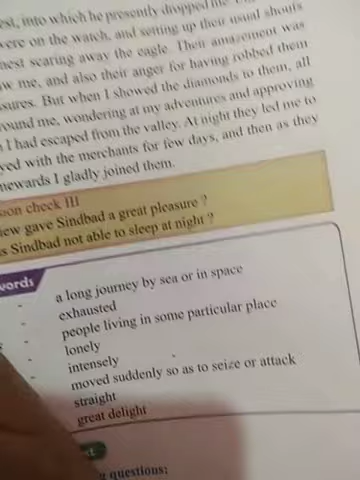 est, into which he presently dropped me.
were on the watch, and setting up their usual shouts
nest scaring away the eagle. Their amazement was
w me, and also their anger for having robbed them
sures. But when I showed the diamonds to them, all
round me, wondering at my adventures and approving
I had escaped from the valley. At night they led me to
yed with the merchants for few days, and then as they
mewards I gladly joined them.
sion check III
iew gave Sindbad a great pleasure ?
s Sindbad not able to sleep at night ?
words
- a long journey by sea or in space
- exhausted
- people living in some particular place
- lonely
- intensely
- moved suddenly so as to seize or attack
straight
great delight
questions: